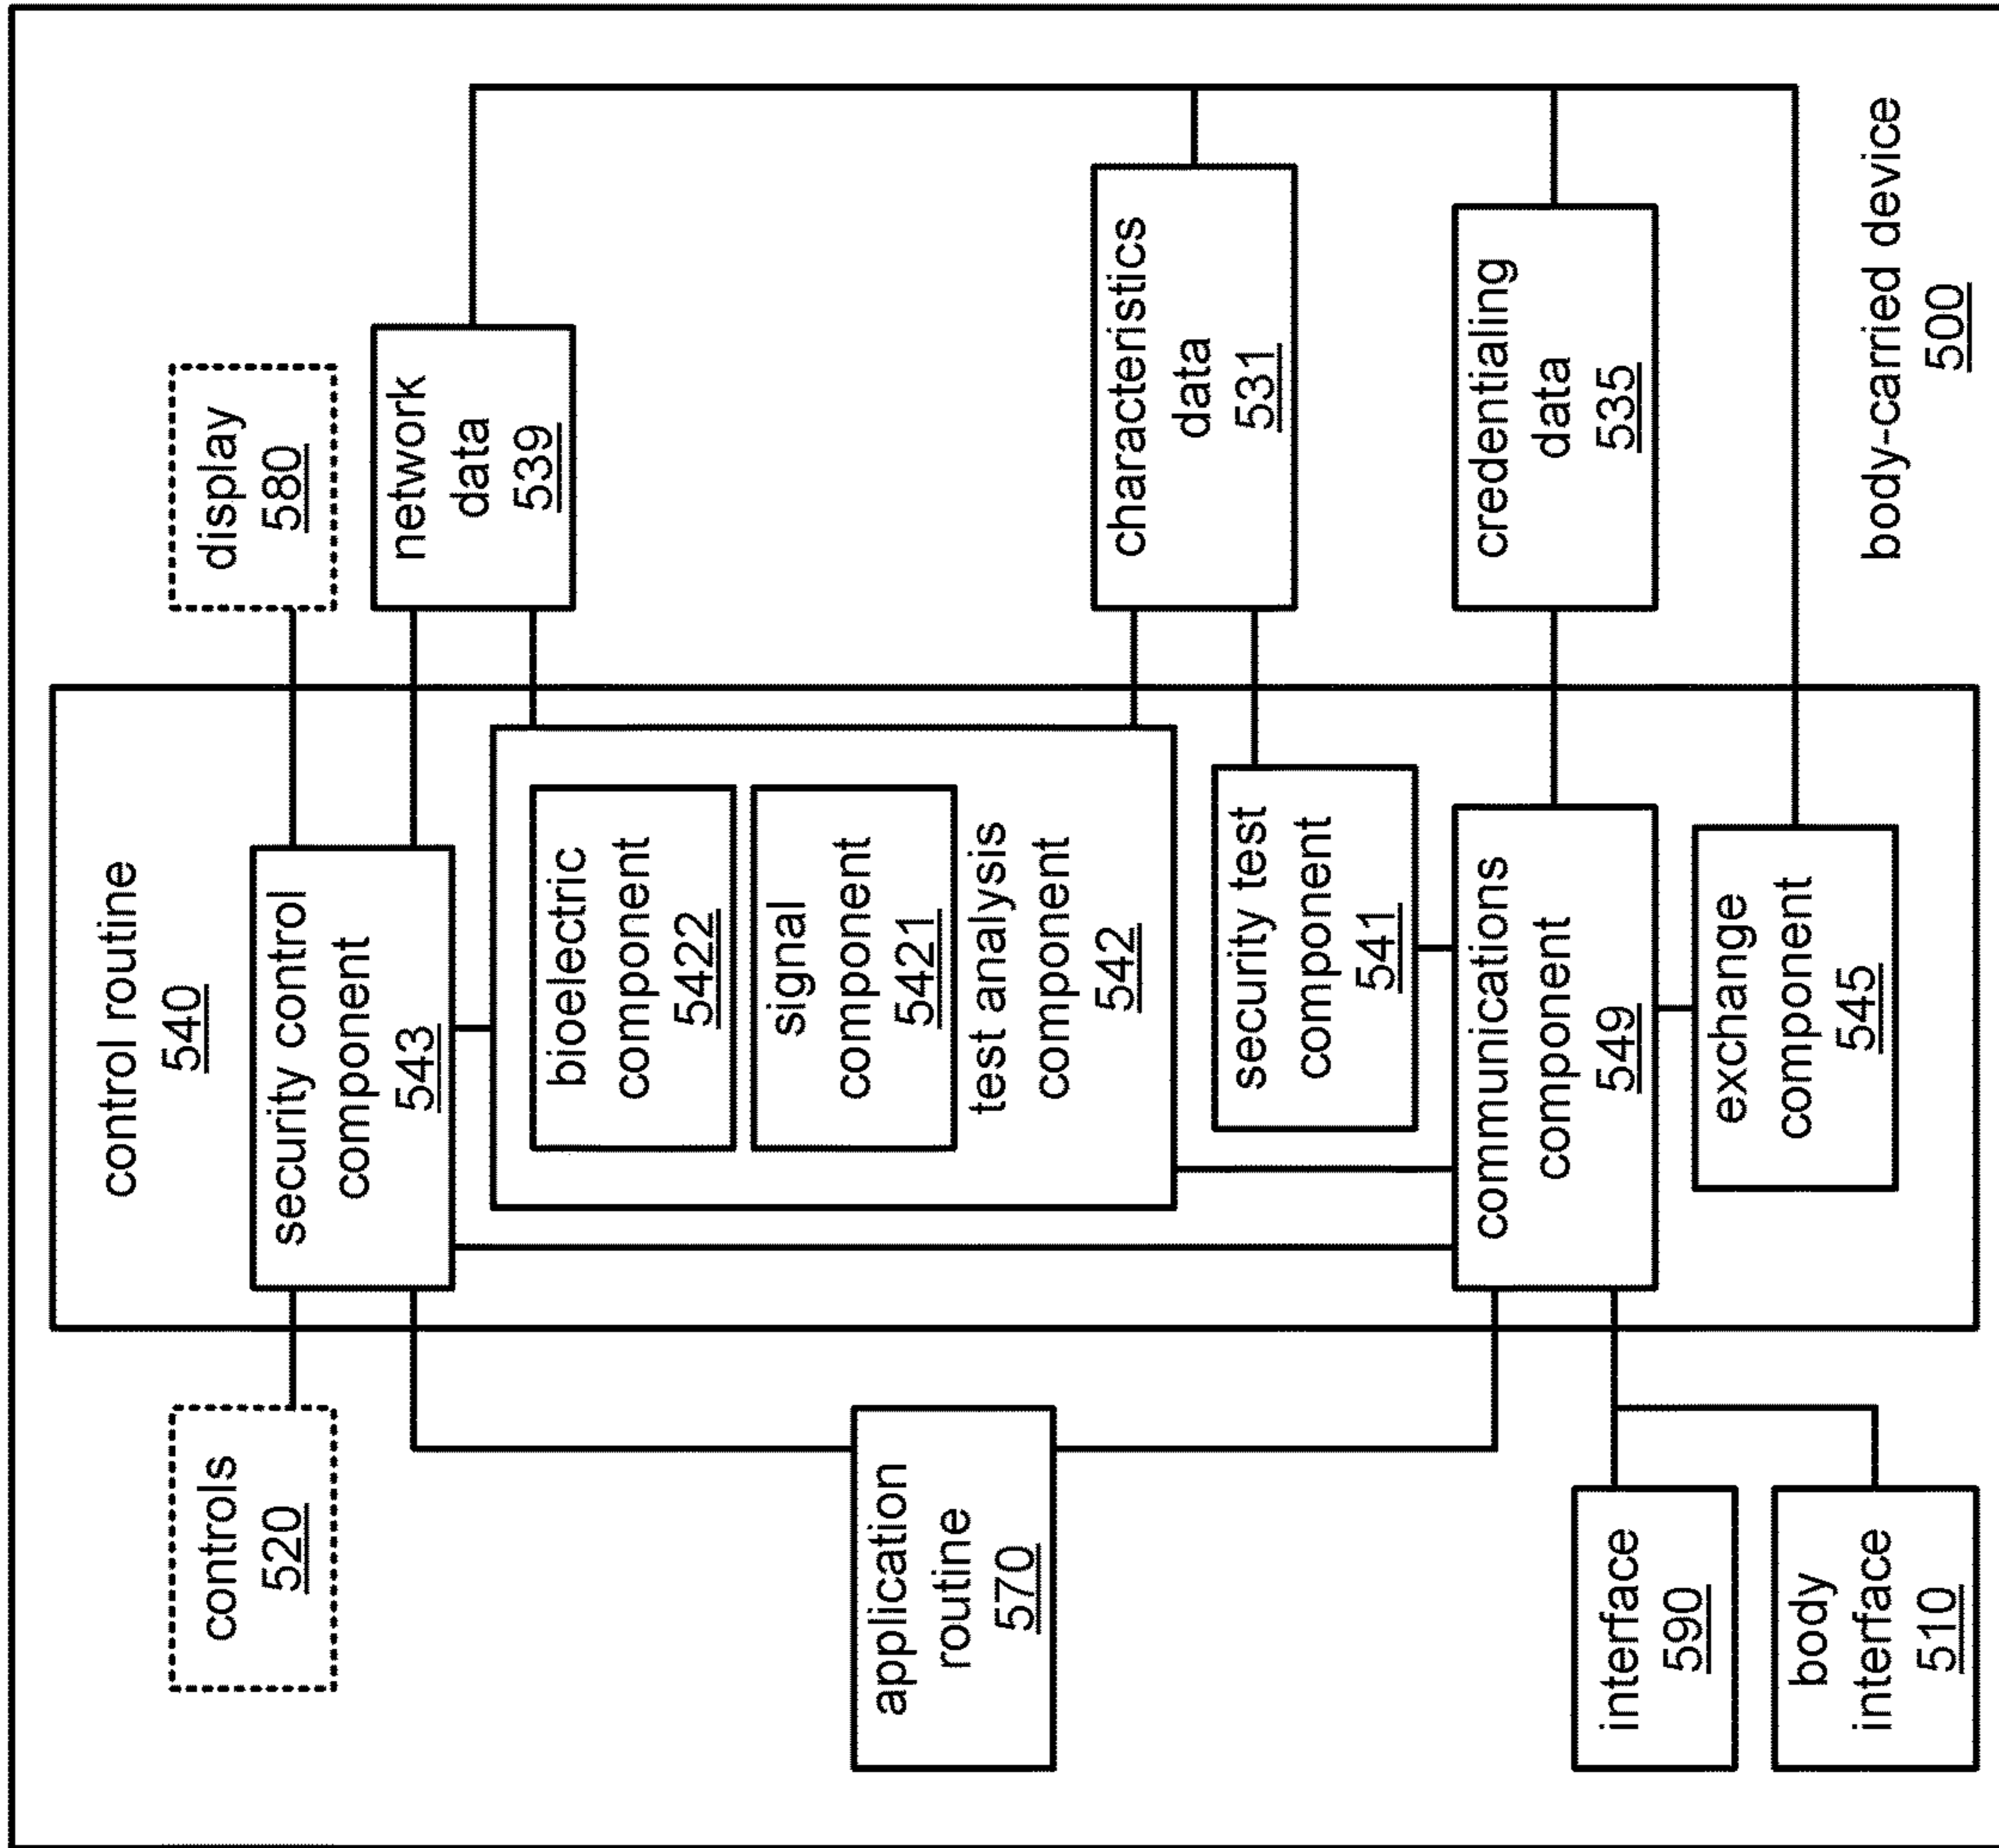 controls
520
control routine
540
display
580
security control
component
543
network
data
539
bioelectric
component
5422
signal
component
5421
test analysis
component
542
application
routine
570
security test
component
541
characteristics
data
531
communications
component
549
credentialing
data
535
interface
590
exchange
component
545
body
interface
510
body-carried device
500